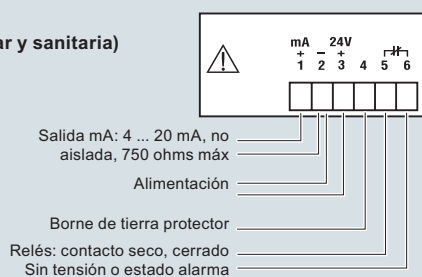 ar y sanitaria)
mA 24V
+ – + 
1 2 3 4 5 6
Salida mA: 4 ... 20 mA, no
aislada, 750 ohms máx
Alimentación
Borne de tierra protector
Relés: contacto seco, cerrado
Sin tensión o estado alarma